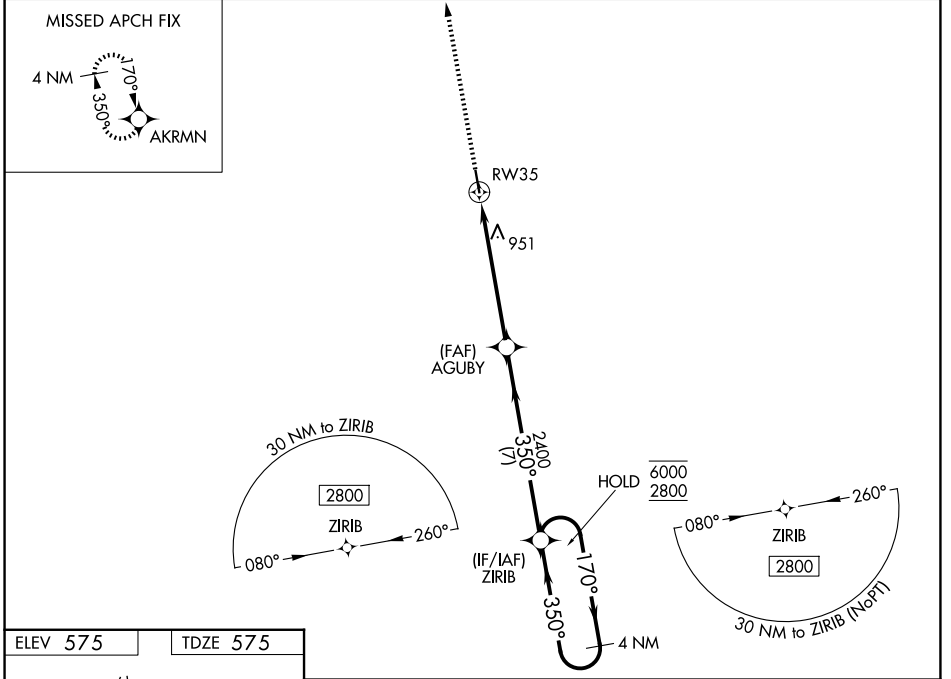 MISSED APCH FIX
4 NM
170°
350°
AKRMN
RW35
951
(FAF)
AGUBY
2400
350°
(7)
30 NM to ZIRIB
2800
ZIRIB
080°
260°
HOLD
6000
2800
(IF/IAF)
ZIRIB
170°
350°
4 NM
080°
260°
ZIRIB
2800
30 NM to ZIRIB (NoPT)
ELEV 575
TDZE 575